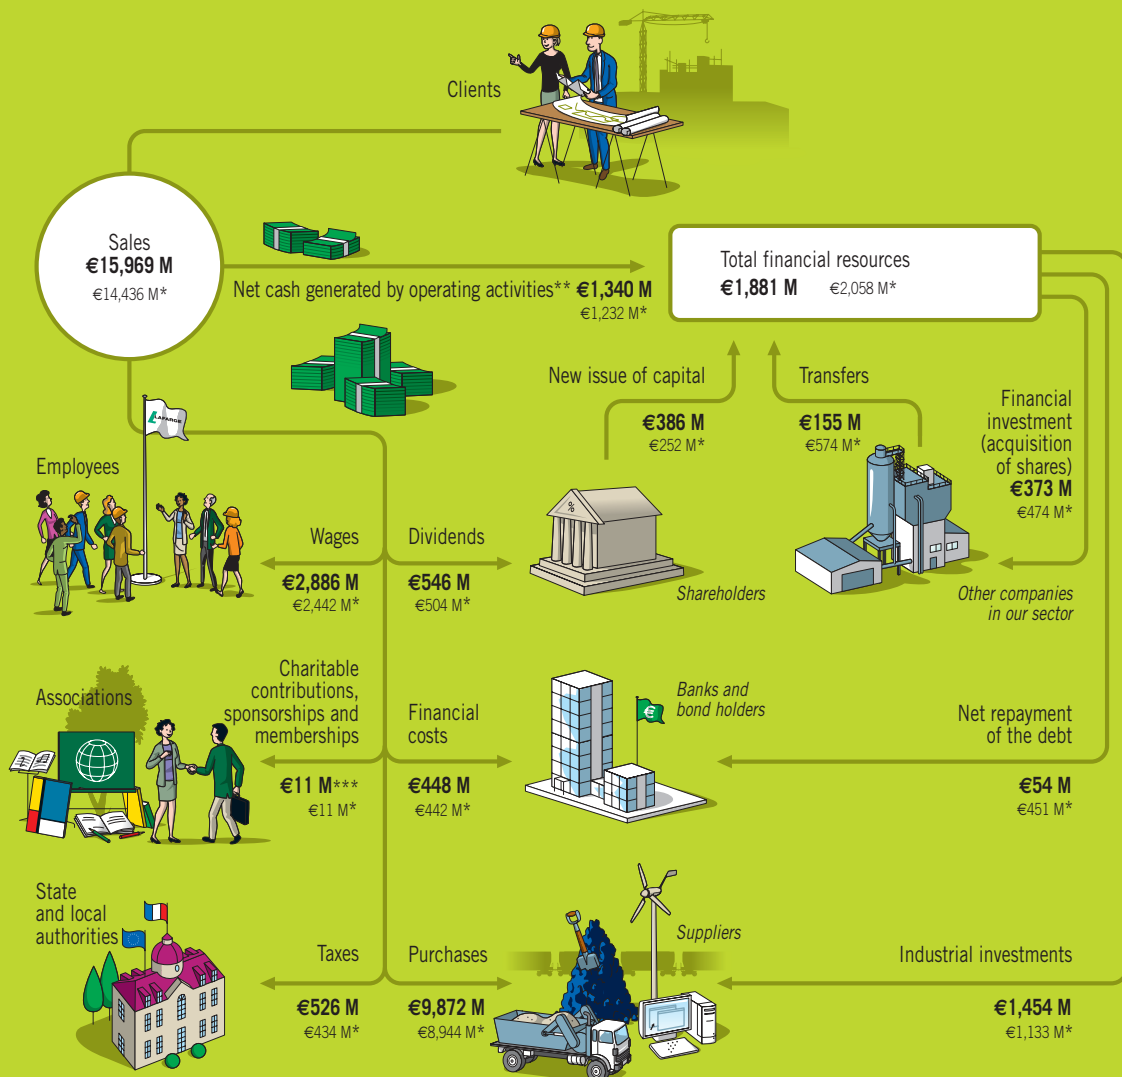 Clients
Sales
€15,969 M
€14,436 M*
Net cash generated by operating activities** €1,340 M
€1,232 M*
Total financial resources
€1,881 M €2,058 M*
New issue of capital
€386 M
€252 M*
Transfers
€155 M
€574 M*
Financial
investment
(acquisition
of shares)
€373 M
€474 M*
LAFARGE
Employees
Wages
€2,886 M
€2,442 M*
Dividends
€546 M
€504 M*
%
Shareholders
Other companies
in our sector
Associations
Charitable
contributions,
sponsorships and
memberships
€11 M***
€11 M*
Financial
costs
€448 M
€442 M*
€
Banks and
bond holders
Net repayment
of the debt
€54 M
€451 M*
State
and local
authorities
Taxes
€526 M
€434 M*
Purchases
€9,872 M
€8,944 M*
Suppliers
Industrial investments
€1,454 M
€1,133 M*